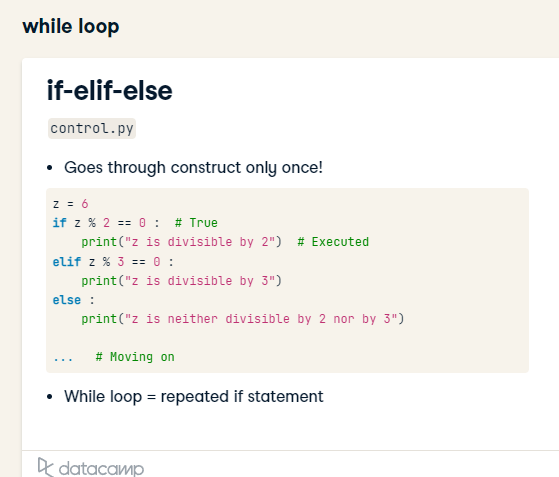 while loop
if-elif-else
control.py
• Goes through construct only once!
z = 6
if z % 2 == 0 :  # True
    print("z is divisible by 2")  # Executed
elif z % 3 == 0 :
    print("z is divisible by 3")
else :
    print("z is neither divisible by 2 nor by 3")
...   # Moving on
• While loop = repeated if statement
datacamp